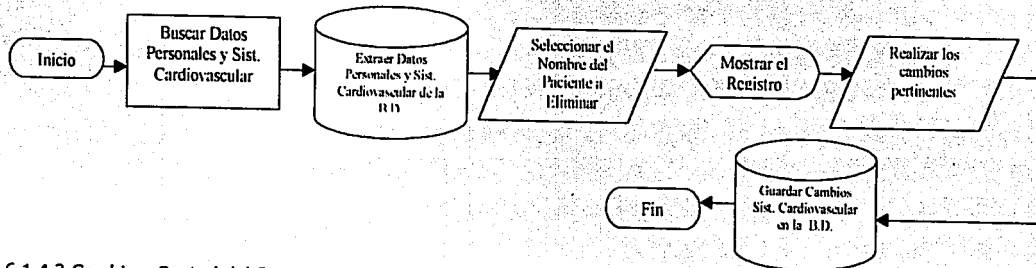 Inicio
Buscar Datos
Personales y Sist.
Cardiovascular
Extraer Datos
Personales y Sist.
Cardiovascular de la
B.D
Seleccionar el
Nombre del
Paciente a
Eliminar
Mostrar el
Registro
Realizar los
cambios
pertinentes
Guardar Cambios
Sist. Cardiovascular
en la B.D.
Fin